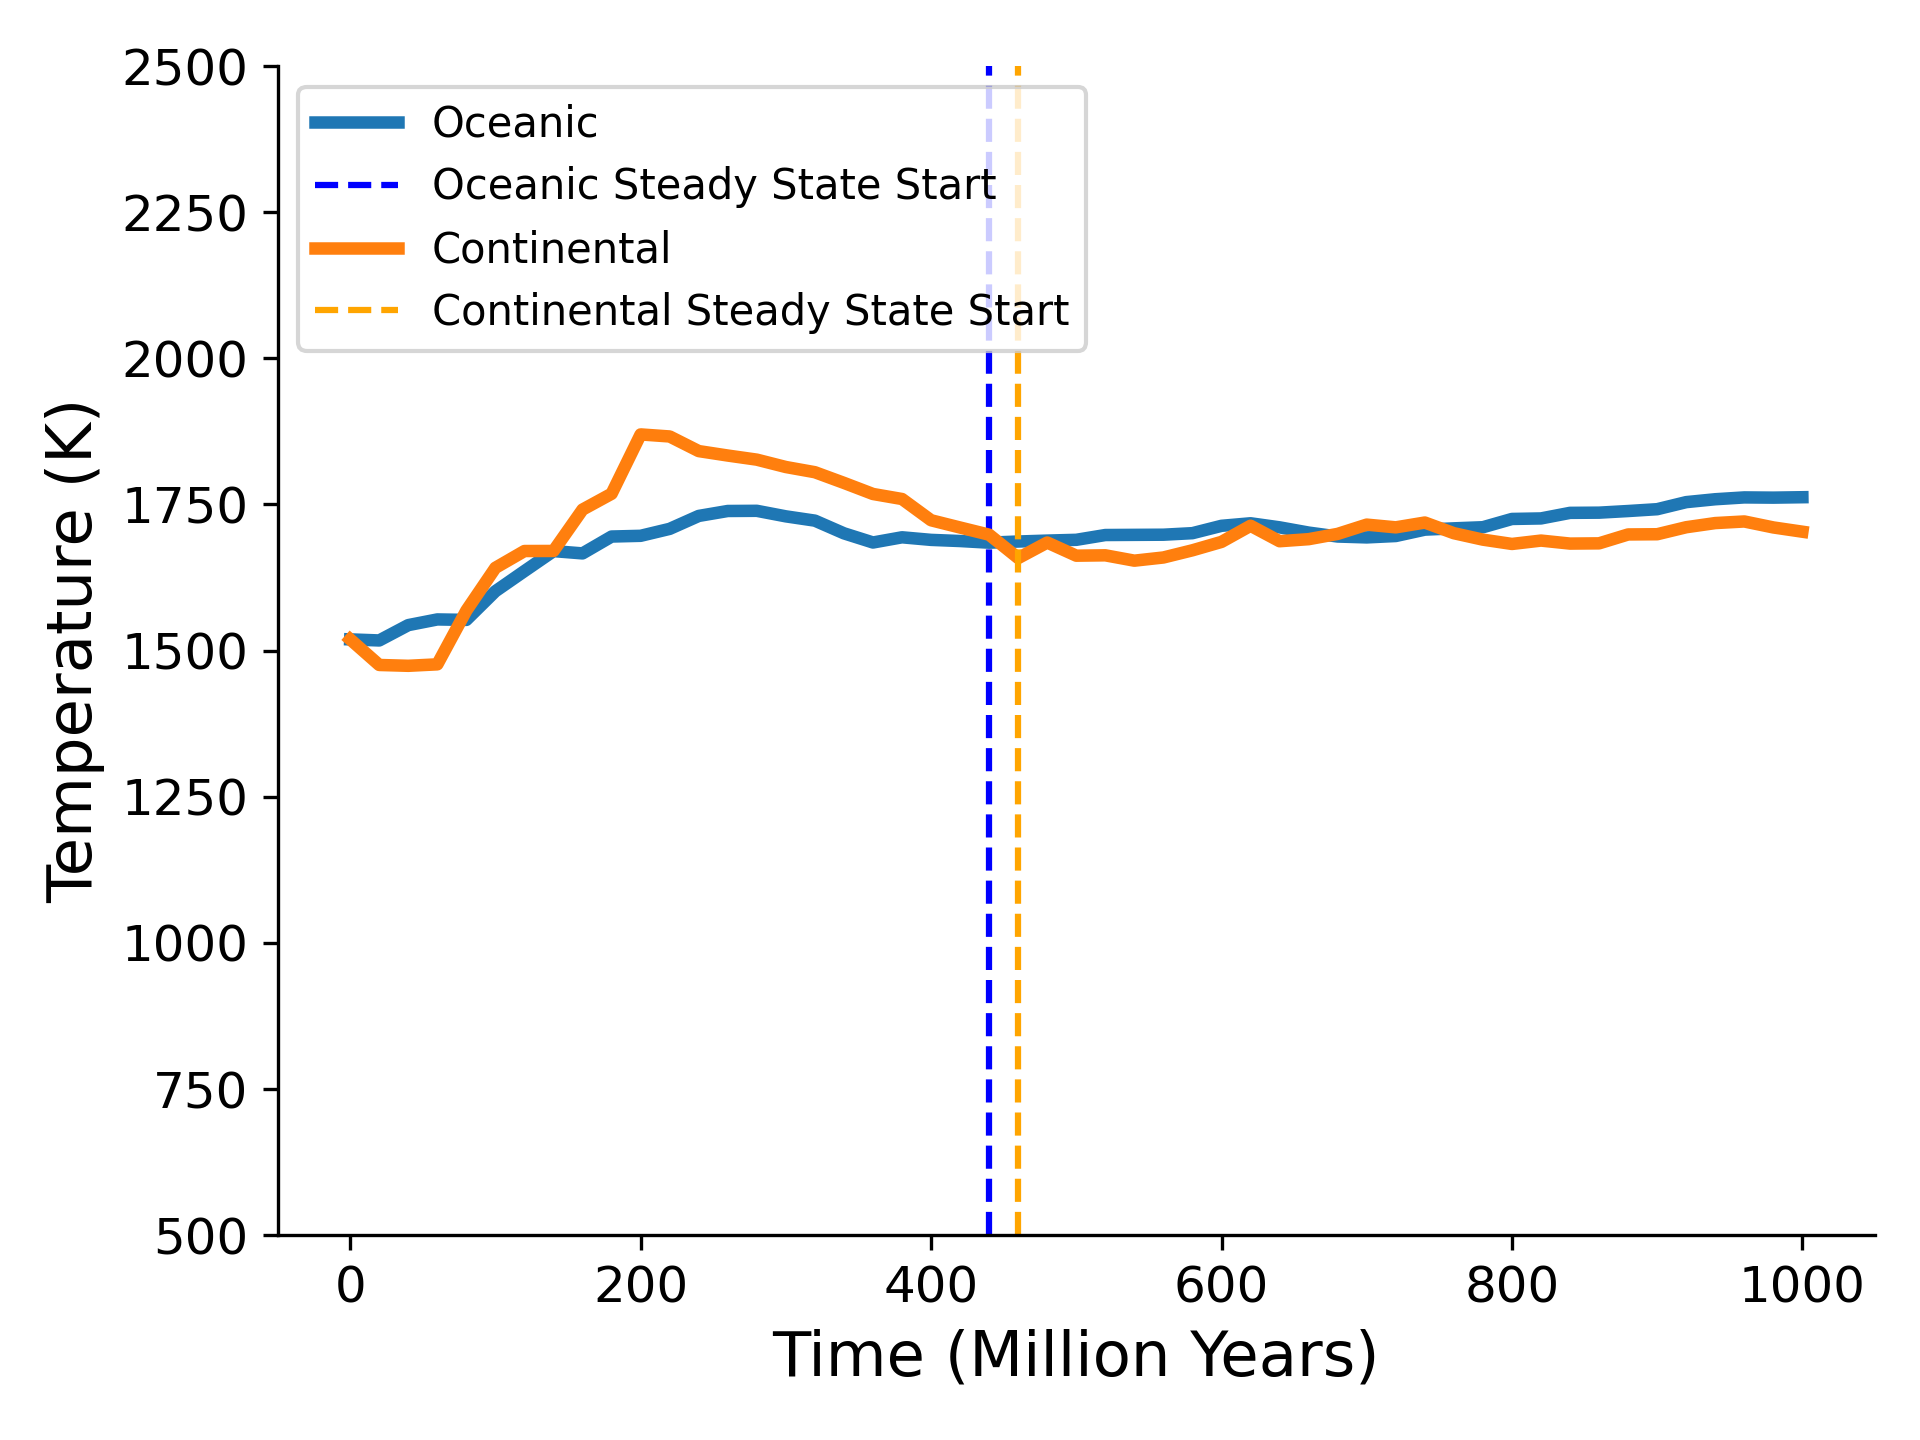 2500
2250
2000
1750
1500
1250
1000
750
500
Temperature (K)
Oceanic
Oceanic Steady State Start
Continental
Continental Steady State Start
0 200 400 600 800 1000
Time (Million Years)